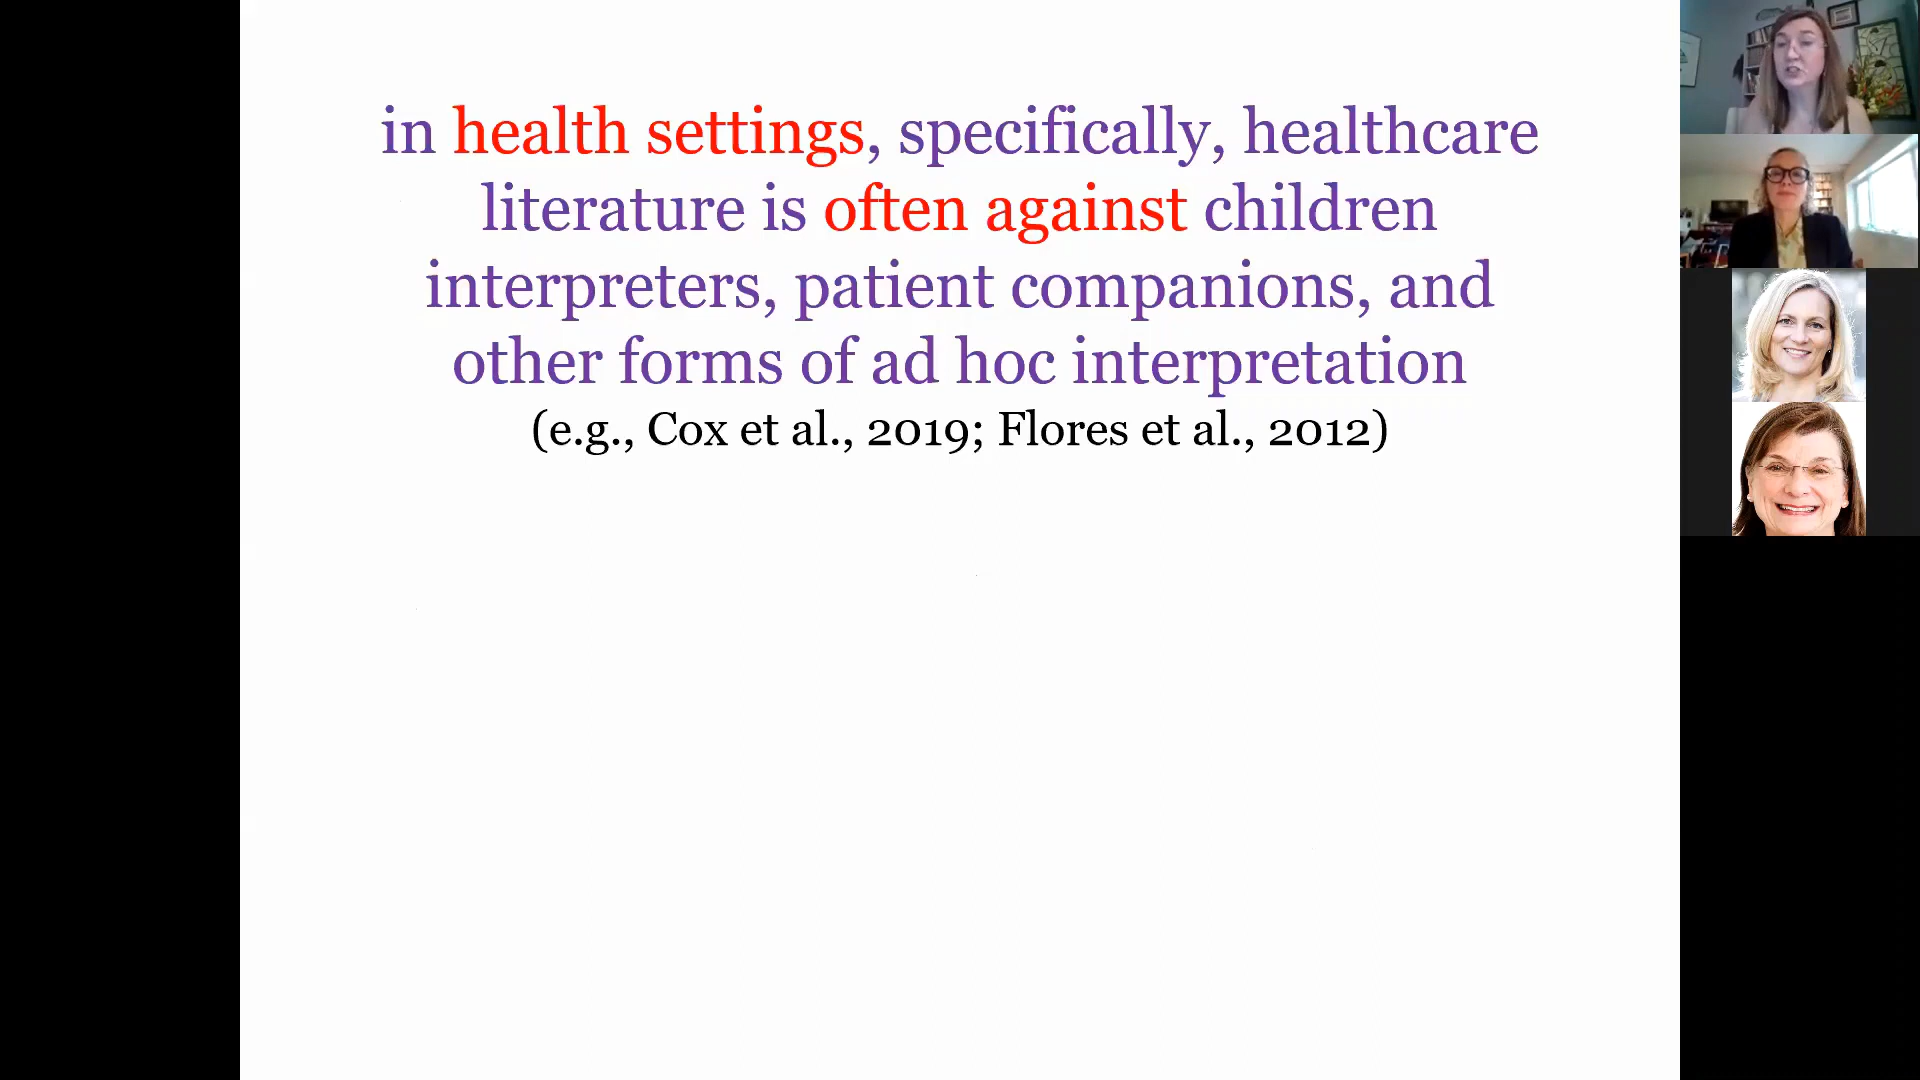 in health settings, specifically, healthcare
literature is often against children
interpreters, patient companions, and
other forms of ad hoc interpretation
(e.g., Cox et al., 2019; Flores et al., 2012)